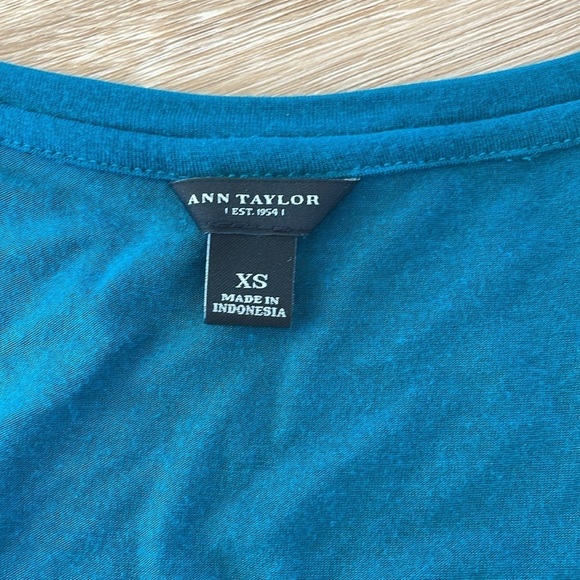 ANN TAYLOR
| EST. 1954 |
XS
MADE IN
INDONESIA